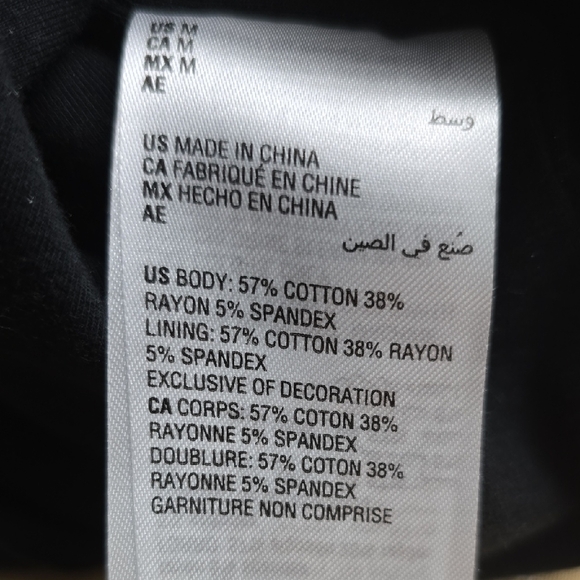 US M
CA M
MX M
AE
وسط
US MADE IN CHINA
CA FABRIQUÉ EN CHINE
MX HECHO EN CHINA
AE
صُنع في الصين
US BODY: 57% COTTON 38%
RAYON 5% SPANDEX
LINING: 57% COTTON 38% RAYON
5% SPANDEX
EXCLUSIVE OF DECORATION
CA CORPS: 57% COTON 38%
RAYONNE 5% SPANDEX
DOUBLURE: 57% COTON 38%
RAYONNE 5% SPANDEX
GARNITURE NON COMPRISE